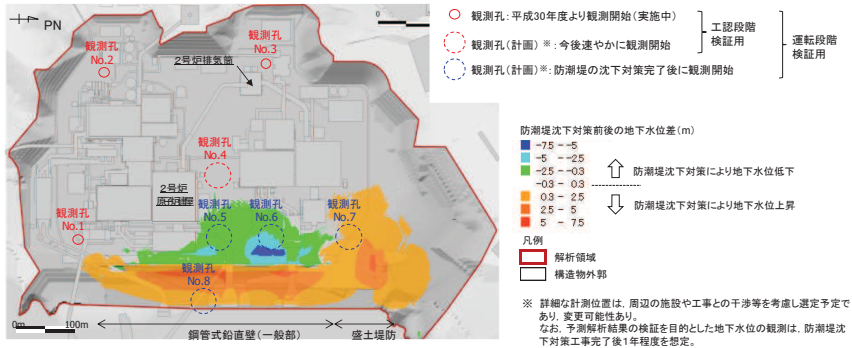 PN
0
観測孔
No.2
観測孔
No.3
2号炉排気筒
観測孔
No.4
2号炉
観測孔
No.1
観測孔
No.5
観測孔
No.6
観測孔
No.7
観測孔
No.8
0m 100m
鋼管式鉛直壁(一般部)
盛土堤防
観測孔:平成30年度より観測開始(実施中)
観測孔(計画)※:今後速やかに観測開始
観測孔(計画)※:防潮堤の沈下対策完了後に観測開始
工認段階
検証用
運転段階
検証用
防潮堤沈下対策前後の地下水位差(m)
-7.5 -5
-5 -2.5
-2.5 -0.3
-0.3 0.3
0.3 2.5
2.5 5
5 7.5
防潮堤沈下対策により地下水位低下
防潮堤沈下対策により地下水位上昇
凡例
解析領域
構造物外郭
※ 詳細な計測位置は,周辺の施設や工事との干渉等を考慮し選定予定で
あり,変更可能性あり。
なお,予測解析結果の検証を目的とした地下水位の観測は,防潮堤沈
下対策工事完了後1年程度を想定。